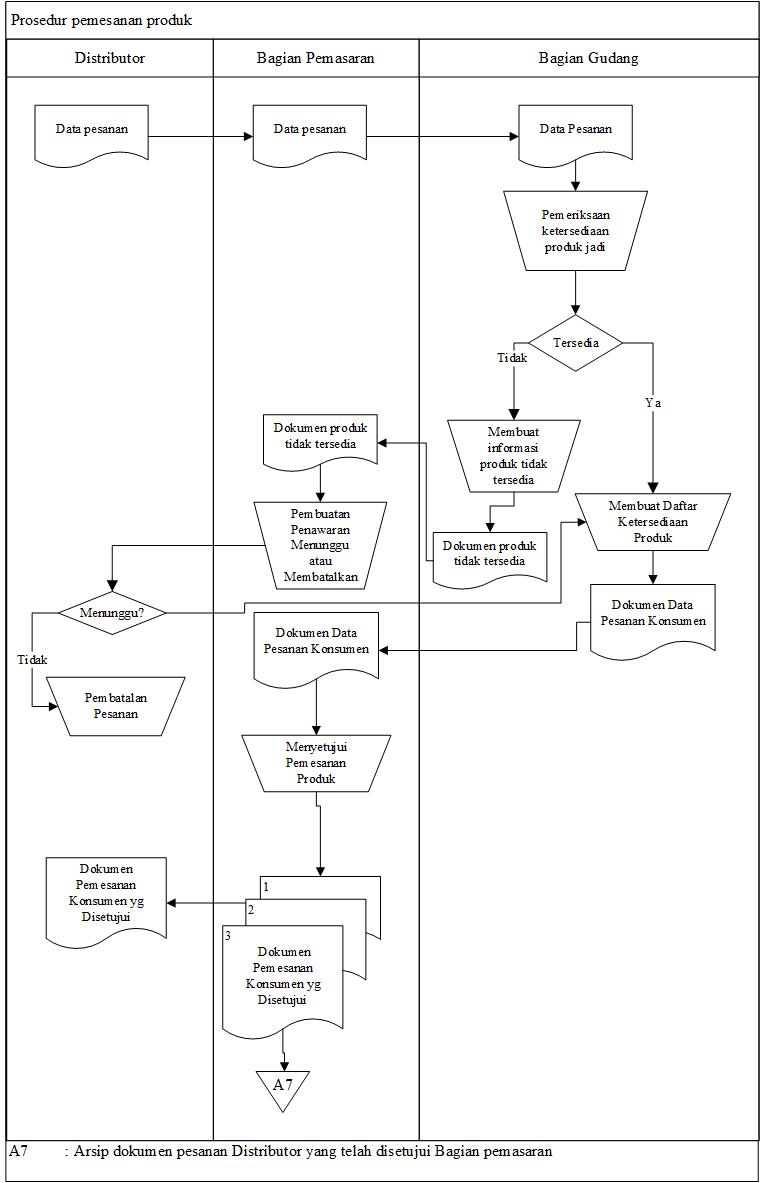 Prosedur pemesanan produk
Distributor
Bagian Pemasaran
Bagian Gudang
Data pesanan
Data pesanan
Data Pesanan
Pemeriksaan
ketersediaan
produk jadi
Tersedia
Tidak
Ya
Dokumen produk
tidak tersedia
Membuat
informasi
produk tidak
tersedia
Pembuatan
Penawaran
Menunggu
atau
Membatalkan
Dokumen produk
tidak tersedia
Membuat Daftar
Ketersediaan
Produk
Menunggu?
Dokumen Data
Pesanan Konsumen
Dokumen Data
Pesanan Konsumen
Tidak
Pembatalan
Pesanan
Menyetujui
Pemesanan
Produk
Dokumen
Pemesanan
Konsumen yg
Disetujui
1
2
3
Dokumen
Pemesanan
Konsumen yg
Disetujui
A7
A7 : Arsip dokumen pesanan Distributor yang telah disetujui Bagian pemasaran